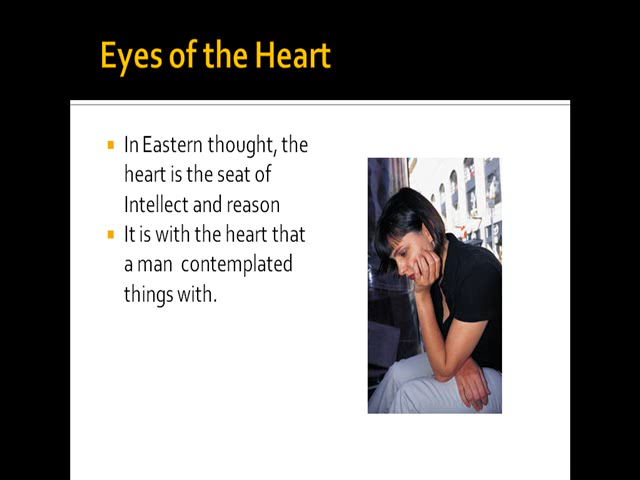 Eyes of the Heart
In Eastern thought, the
heart is the seat of
Intellect and reason
It is with the heart that
a man  contemplated
things with.